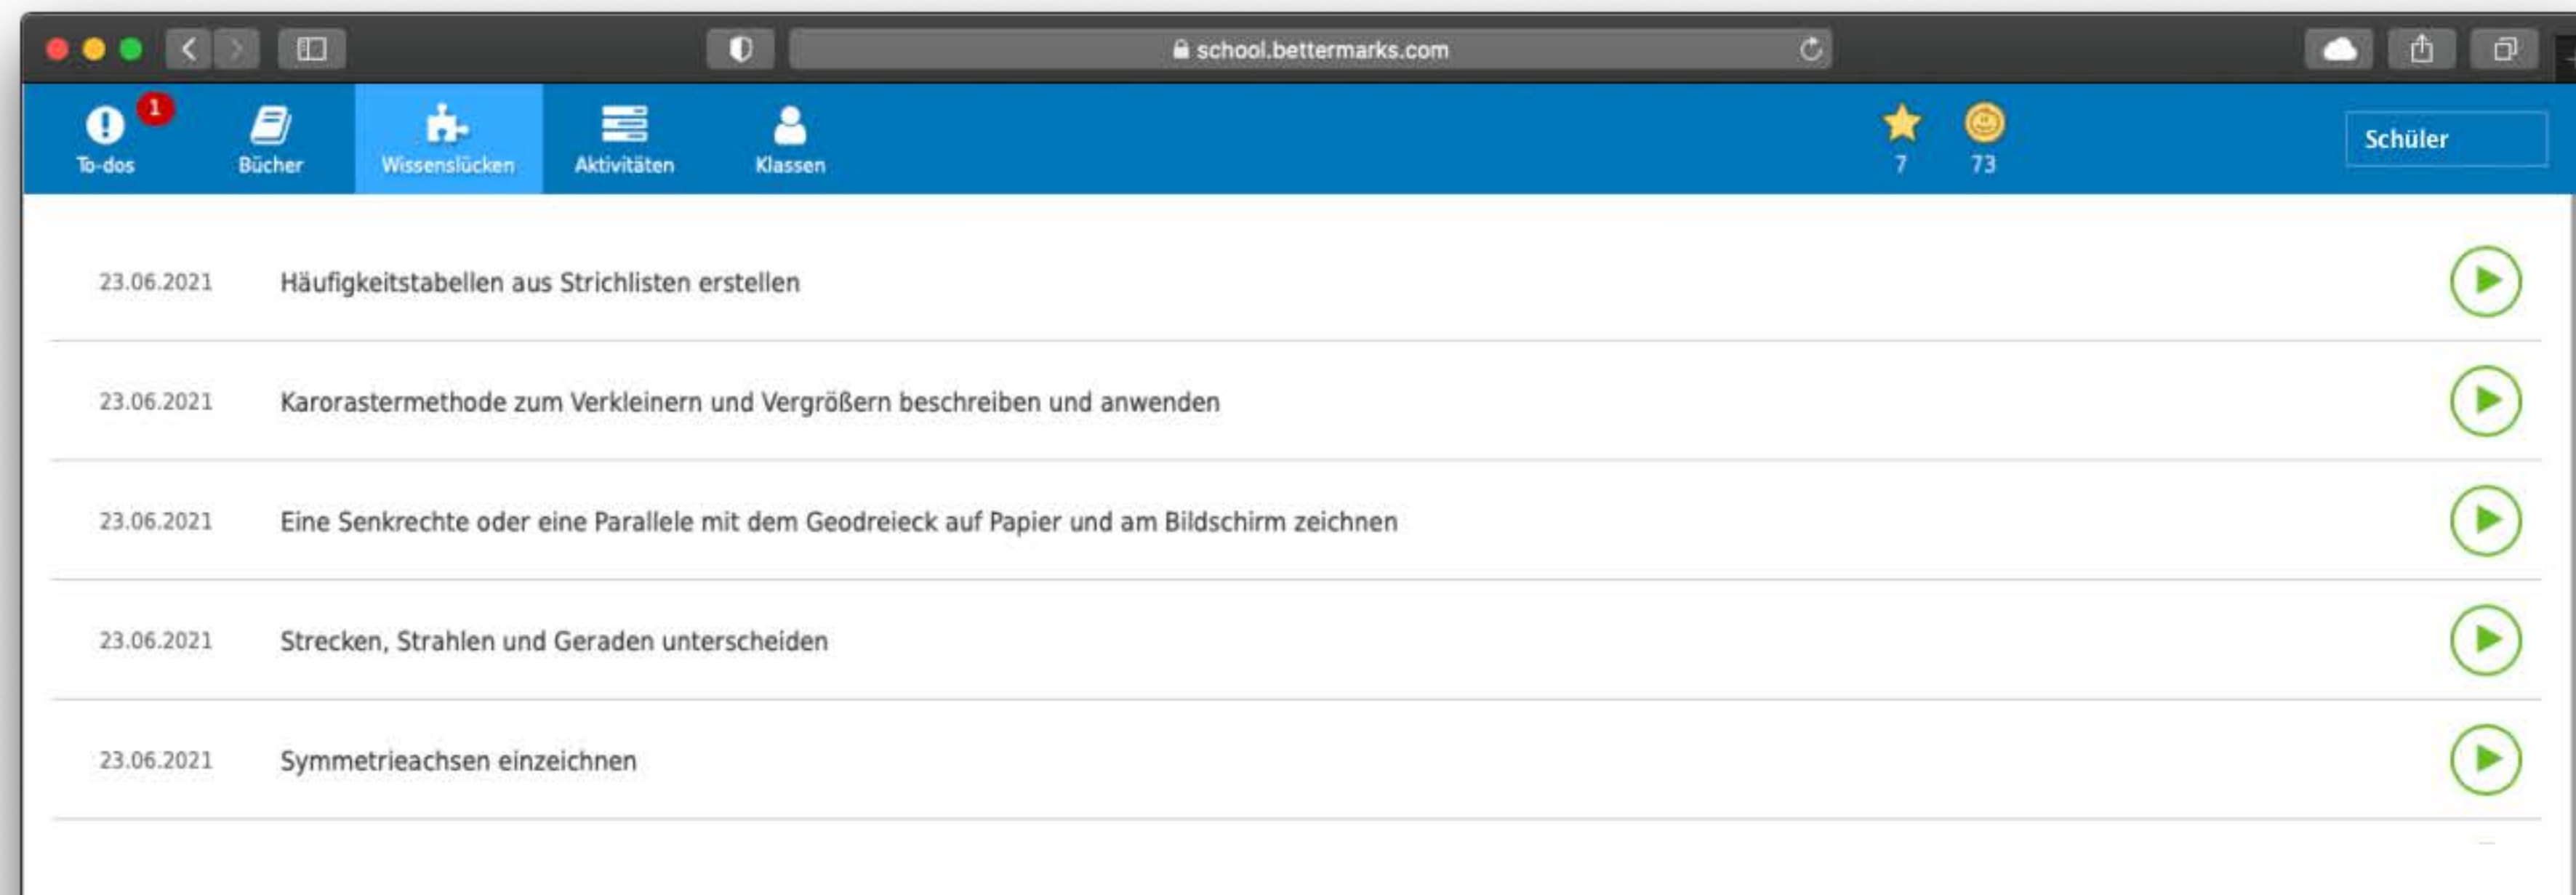 school.bettermarks.com
1
To-dos
Bücher
Wissenslücken
Aktivitäten
Klassen
7
73
Schüler
23.06.2021 Häufigkeitstabellen aus Strichlisten erstellen
23.06.2021 Karorastermethode zum Verkleinern und Vergrößern beschreiben und anwenden
23.06.2021 Eine Senkrechte oder eine Parallele mit dem Geodreieck auf Papier und am Bildschirm zeichnen
23.06.2021 Strecken, Strahlen und Geraden unterscheiden
23.06.2021 Symmetrieachsen einzeichnen